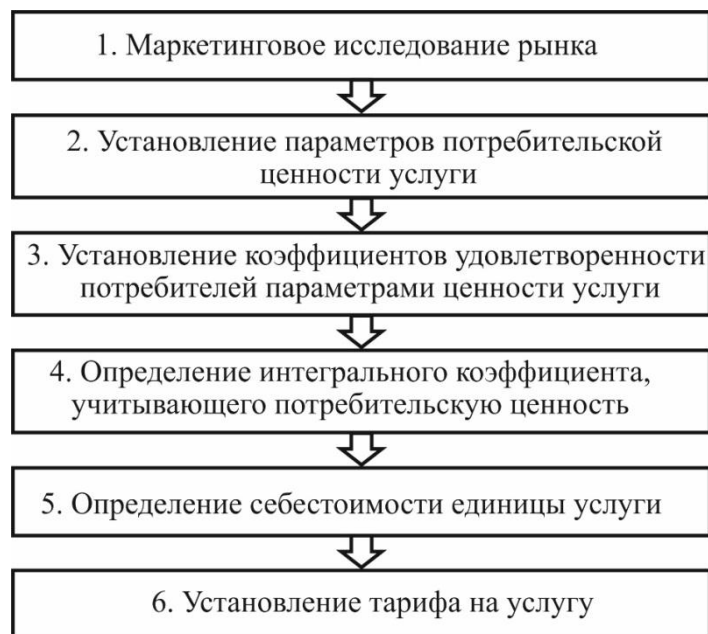 1. Маркетинговое исследование рынка
2. Установление параметров потребительской
ценности услуги
3. Установление коэффициентов удовлетворенности
потребителей параметрами ценности услуги
4. Определение интегрального коэффициента,
учитывающего потребительскую ценность
5. Определение себестоимости единицы услуги
6. Установление тарифа на услугу